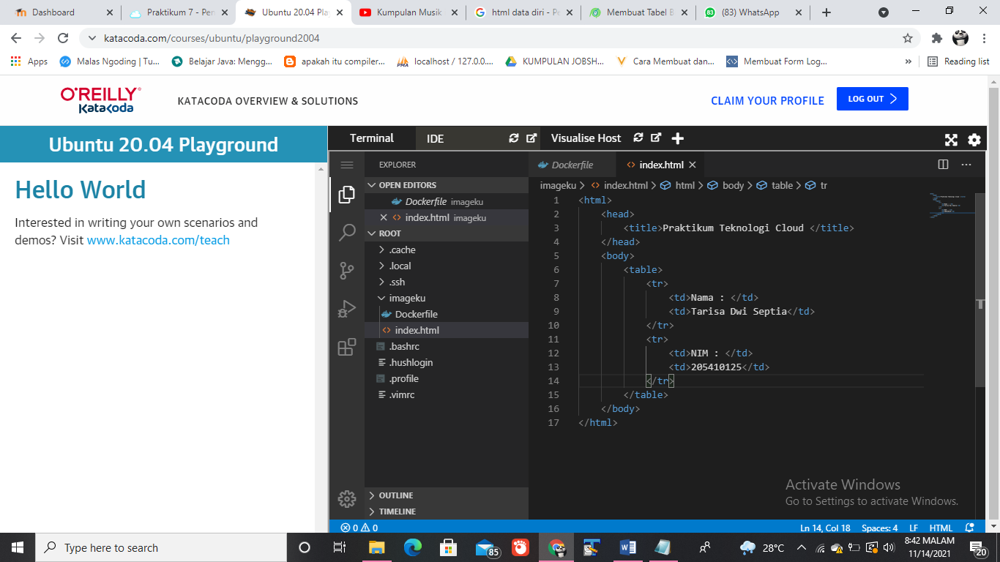 Dashboard
Praktikum 7 - Pen
Ubuntu 20.04 Play
Kumpulan Musik
html data diri - Pe
Membuat Tabel B
(83) WhatsApp
katacoda.com/courses/ubuntu/playground2004
Apps
Malas Ngoding | Tu...
Belajar Java: Mengg...
apakah itu compiler...
localhost / 127.0.0....
KUMPULAN JOBSH...
Cara Membuat dan...
Membuat Form Log...
»
Reading list
O'REILLY
Katacoda
KATACODA OVERVIEW & SOLUTIONS
CLAIM YOUR PROFILE
LOG OUT
Ubuntu 20.04 Playground
Hello World
Interested in writing your own scenarios and
demos? Visit www.katacoda.com/teach
Terminal
IDE
Visualise Host
EXPLORER
OPEN EDITORS
Dockerfile imageku
index.html imageku
ROOT
.cache
.local
.ssh
imageku
Dockerfile
index.html
.bashrc
.hushlogin
.profile
.vimrc
OUTLINE
TIMELINE
Dockerfile
index.html
imageku > index.html > html > body > table > tr
1 <html>
2 <head>
3 <title>Praktikum Teknologi Cloud </title>
4 </head>
5 <body>
6 <table>
7 <tr>
8 <td>Nama : </td>
9 <td>Tarisa Dwi Septia</td>
10 </tr>
11 <tr>
12 <td>NIM : </td>
13 <td>205410125</td>
14 </tr>
15 </table>
16 </body>
17 </html>
Activate Windows
Go to Settings to activate Windows.
0 0
Ln 14, Col 18
Spaces: 4
LF
HTML
Type here to search
85
28°C
8:42 MALAM
11/14/2021
20